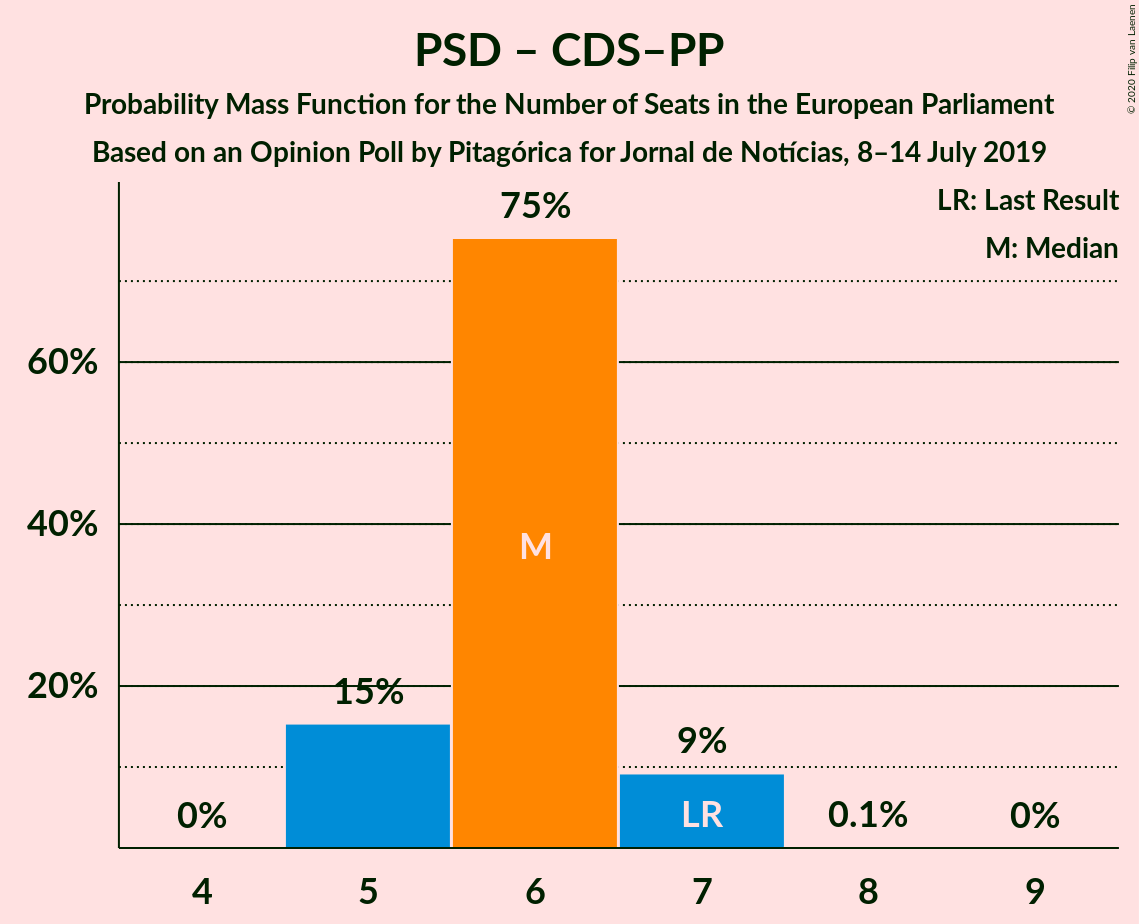 PSD – CDS–PP
Probability Mass Function for the Number of Seats in the European Parliament
Based on an Opinion Poll by Pitagórica for Jornal de Notícias, 8–14 July 2019
© 2020 Filip van Laenen
LR: Last Result
M: Median
75%
60%
40%
M
20%
15%
9%
0%
LR
0.1%
0%
4 5 6 7 8 9